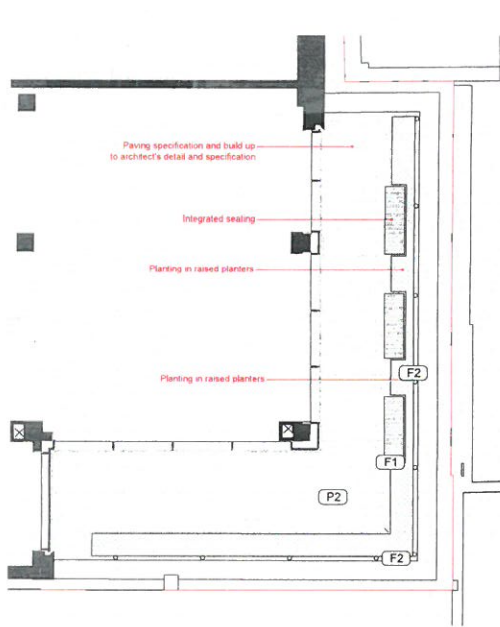 Paving specification and build up
to architect's detail and specification
Integrated seating
Planting in raised planters
F2
Planting in raised planters
F1
P2
F2